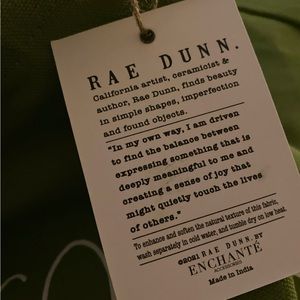 RAE DUNN.
California artist, ceramicist &
author, Rae Dunn, finds beauty
in simple shapes, imperfection
and found objects.
"In my own way, I am driven
to find the balance between
expressing something that is
deeply meaningful to me and
creating a sense of joy that
might quietly touch the lives
of others."
To enhance and soften the natural texture of this fabric,
wash separately in cold water, and tumble dry on low heat.
©2021 RAE DUNN. BY
ENCHANTÉ
ACCESSORIES
Made in India